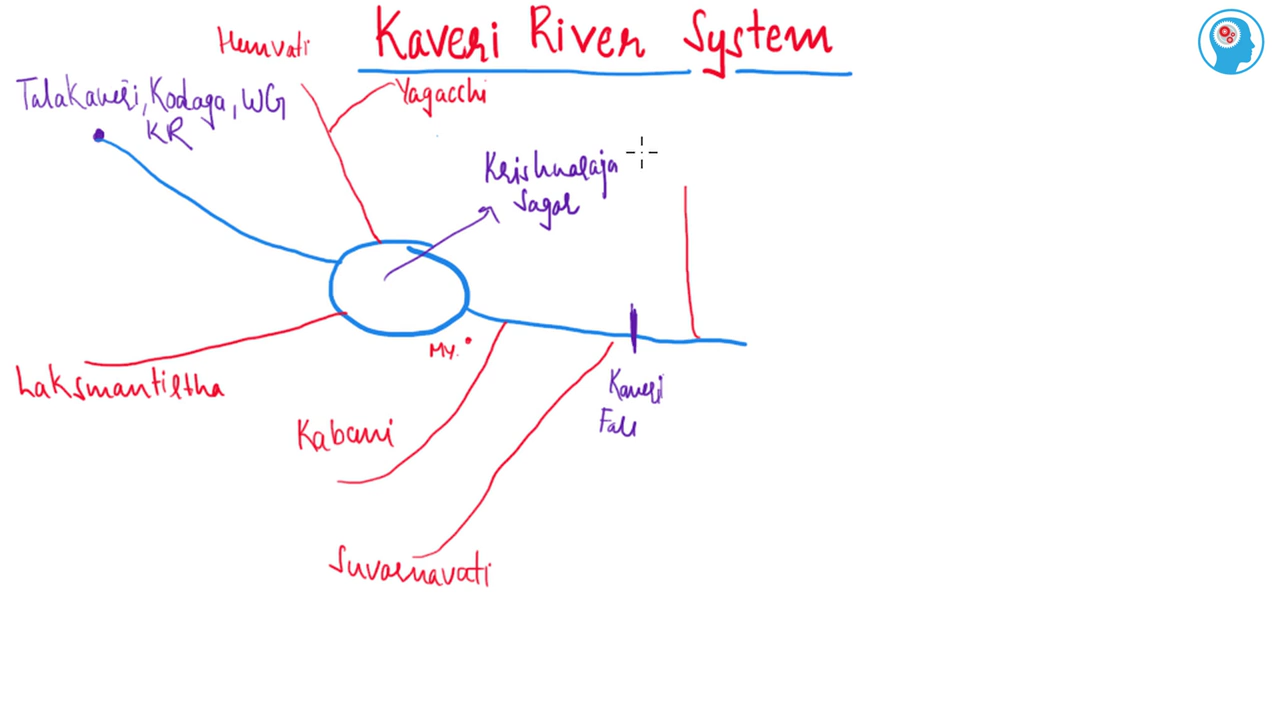 Kaveri River System
Hemvati
Yagacchi
Talakaveri, Kodaga, WG
KR
Krishnaraja
Sagar
My.
Laksmantirtha
Kabani
Kaveri
Fall
Suvarnavati